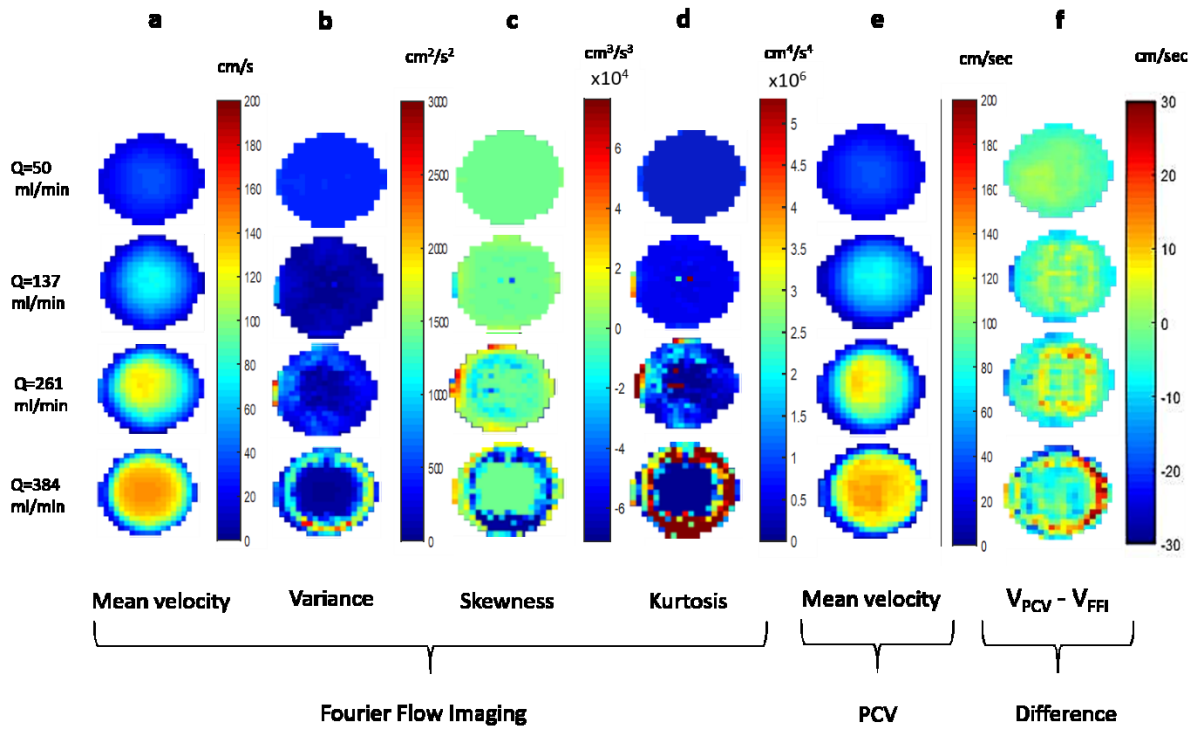 a b c d e f
cm/s cm²/s² cm³/s³ cm⁴/s⁴ cm/sec cm/sec
x10⁴ x10⁶
200 3000 200 30
180 2500 6 5 180 20
160 4.5 160
140 2000 4 4 140 10
120 2 3.5 120
100 1500 3 100 0
80 0 2.5 80
60 1000 2 60 -10
40 -2 1.5 40
20 500 -4 1 20 -20
0 0 -6 0.5 0 -30
0
Q=50
ml/min
Q=137
ml/min
Q=261
ml/min
Q=384
ml/min
Mean velocity Variance Skewness Kurtosis Mean velocity V_PCV - V_FFI
Fourier Flow Imaging PCV Difference